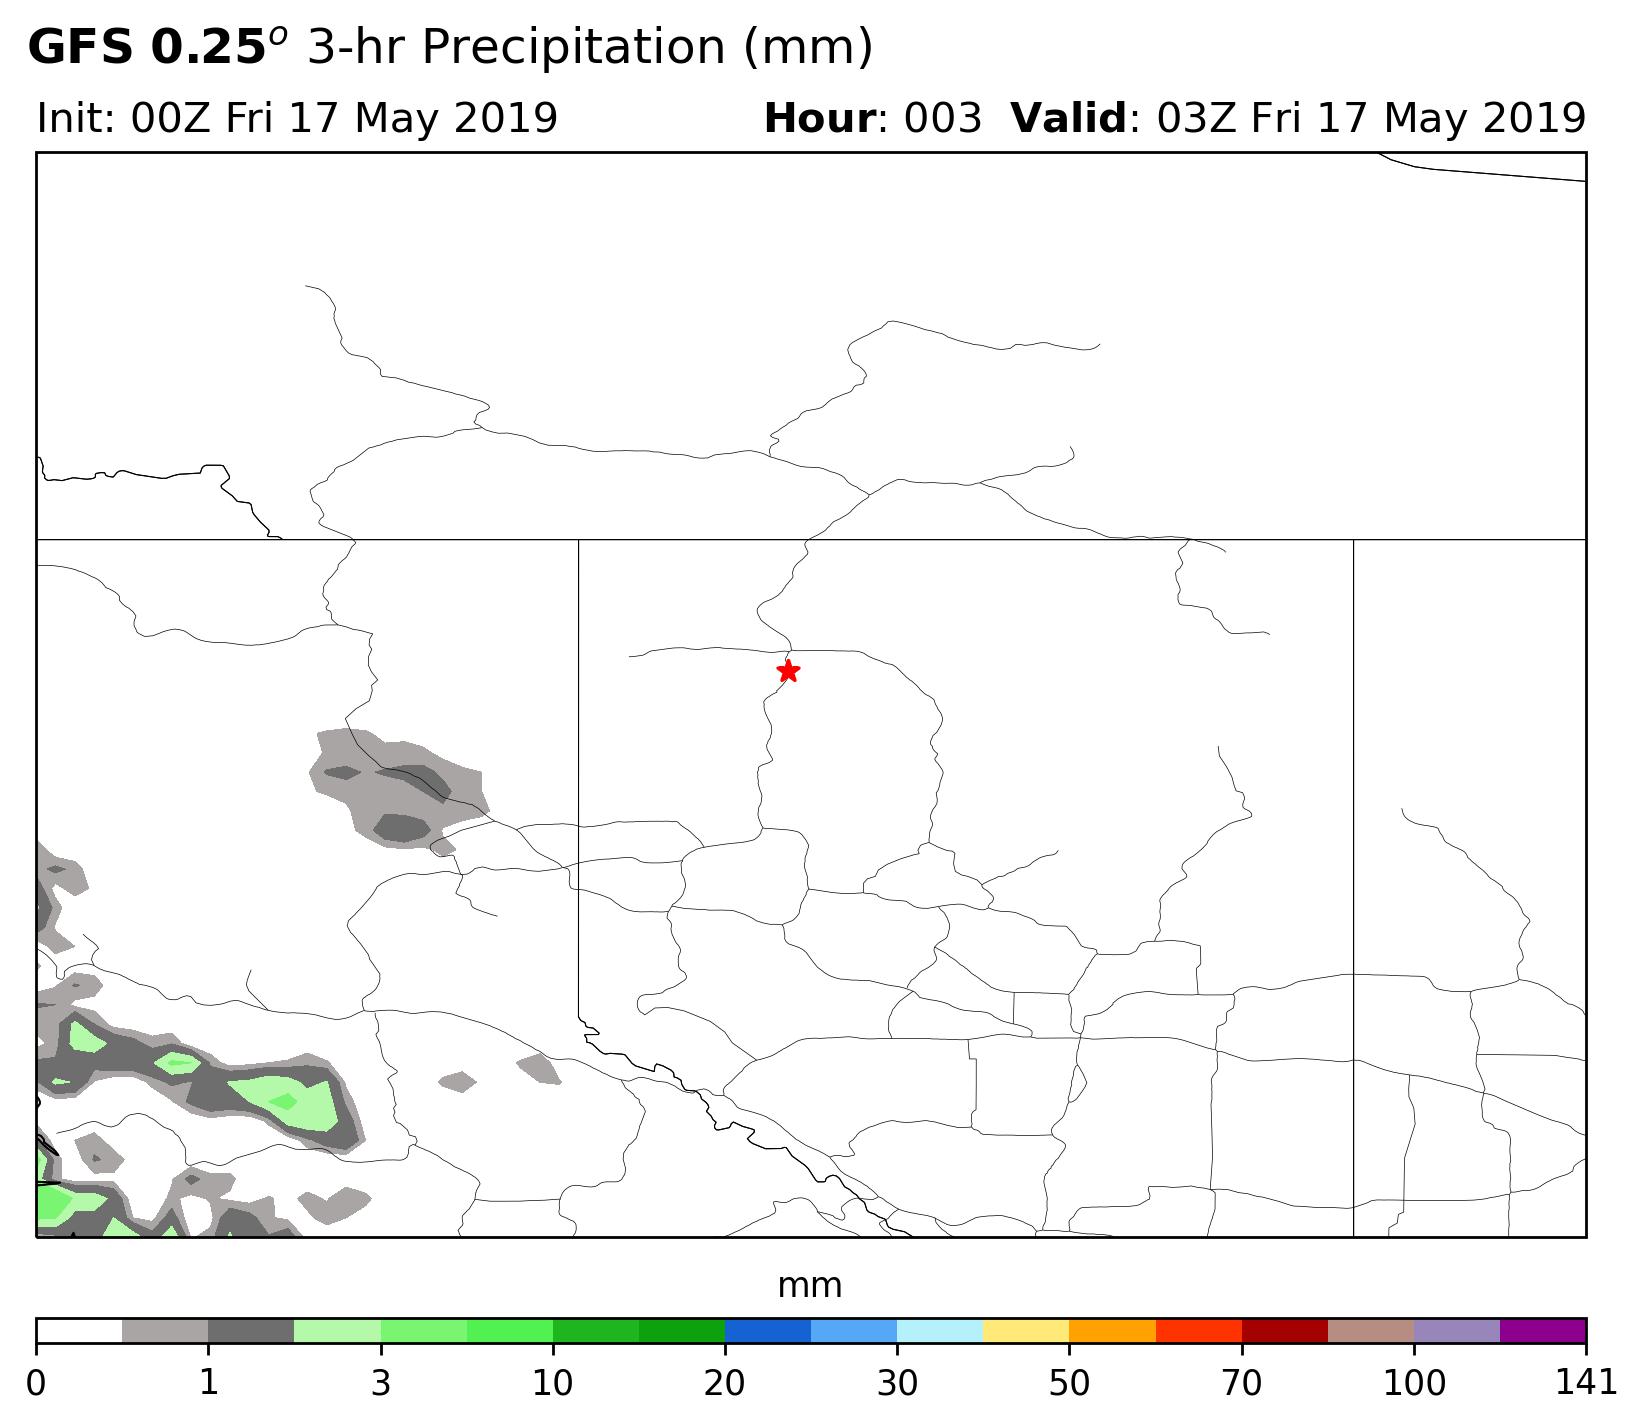 GFS 0.25° 3-hr Precipitation (mm)
Init: 00Z Fri 17 May 2019 Hour: 003 Valid: 03Z Fri 17 May 2019
mm
0 1 3 10 20 30 50 70 100 141